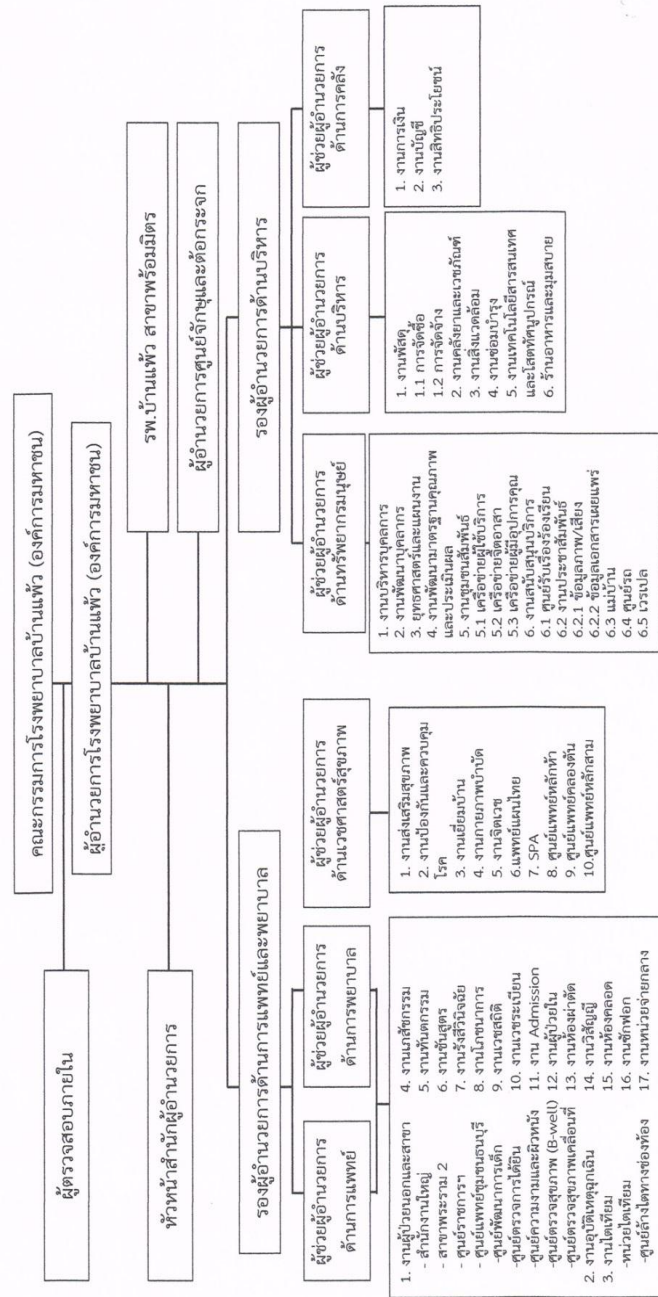 คณะกรรมการโรงพยาบาลบ้านแพ้ว (องค์การมหาชน)
ผู้ตรวจสอบภายใน
ผู้อำนวยการโรงพยาบาลบ้านแพ้ว (องค์การมหาชน)
รพ.บ้านแพ้ว สาขาพร้อมมิตร
หัวหน้าสำนักผู้อำนวยการ
ผู้อำนวยการศูนย์จักษุและต้อกระจก
รองผู้อำนวยการด้านการแพทย์และพยาบาล
รองผู้อำนวยการด้านบริหาร
ผู้ช่วยผู้อำนวยการ
ด้านการแพทย์
ผู้ช่วยผู้อำนวยการ
ด้านการพยาบาล
ผู้ช่วยผู้อำนวยการ
ด้านเวชศาสตร์สุขภาพ
ผู้ช่วยผู้อำนวยการ
ด้านทรัพยากรมนุษย์
ผู้ช่วยผู้อำนวยการ
ด้านบริหาร
ผู้ช่วยผู้อำนวยการ
ด้านการคลัง
1. งานผู้ป่วยนอกและสาขา
- สำนักงานใหญ่
- สาขาพระราม 2
- ศูนย์ราชการฯ
- ศูนย์แพทย์ชุมชนธนบุรี
-ศูนย์พัฒนาการเด็ก
-ศูนย์ตรวจการได้ยิน
-ศูนย์ความงามและผิวหนัง
-ศูนย์ตรวจสุขภาพ (B-well)
-ศูนย์ตรวจสุขภาพเคลื่อนที่
2. งานอุบัติเหตุฉุกเฉิน
3. งานไตเทียม
-หน่วยไตเทียม
-ศูนย์ล้างไตทางช่องท้อง
4. งานเภสัชกรรม
5. งานทันตกรรม
6. งานชันสูตร
7. งานรังสีวินิจฉัย
8. งานโภชนาการ
9. งานเวชสถิติ
10. งานเวชระเบียน
11. งาน Admission
12. งานผู้ป่วยใน
13. งานห้องผ่าตัด
14. งานวิสัญญี
15. งานห้องคลอด
16. งานซักฟอก
17. งานหน่วยจ่ายกลาง
1. งานส่งเสริมสุขภาพ
2. งานป้องกันและควบคุม
โรค
3. งานเยี่ยมบ้าน
4. งานกายภาพบำบัด
5. งานจิตเวช
6.แพทย์แผนไทย
7. SPA
8. ศูนย์แพทย์หลักห้า
9. ศูนย์แพทย์คลองตัน
10.ศูนย์แพทย์หลักสาม
1. งานบริหารบุคลการ
2. งานพัฒนาบุคลากร
3. ยุทธศาสตร์และแผนงาน
4. งานพัฒนามาตรฐานคุณภาพ
และประเมินผล
5. งานชุมชนสัมพันธ์
5.1 เครือข่ายผู้ใช้บริการ
5.2 เครือข่ายจิตอาสา
5.3 เครือข่ายผู้มีอุปการคุณ
6. งานสนับสนุนบริการ
6.1 ศูนย์รับเรื่องร้องเรียน
6.2 งานประชาสัมพันธ์
6.2.1 ข้อมูลภาพ/เสียง
6.2.2 ข้อมูลเอกสารเผยแพร่
6.3 แม่บ้าน
6.4 ศูนย์รถ
6.5 เวรเปล
1. งานพัสดุ
1.1 การจัดซื้อ
1.2 การจัดจ้าง
2. งานคลังยาและเวชภัณฑ์
3. งานสิ่งแวดล้อม
4. งานซ่อมบำรุง
5. งานเทคโนโลยีสารสนเทศ
และโสตทัศนูปกรณ์
6. ร้านอาหารและมุมสบาย
1. งานการเงิน
2. งานบัญชี
3. งานสิทธิประโยชน์